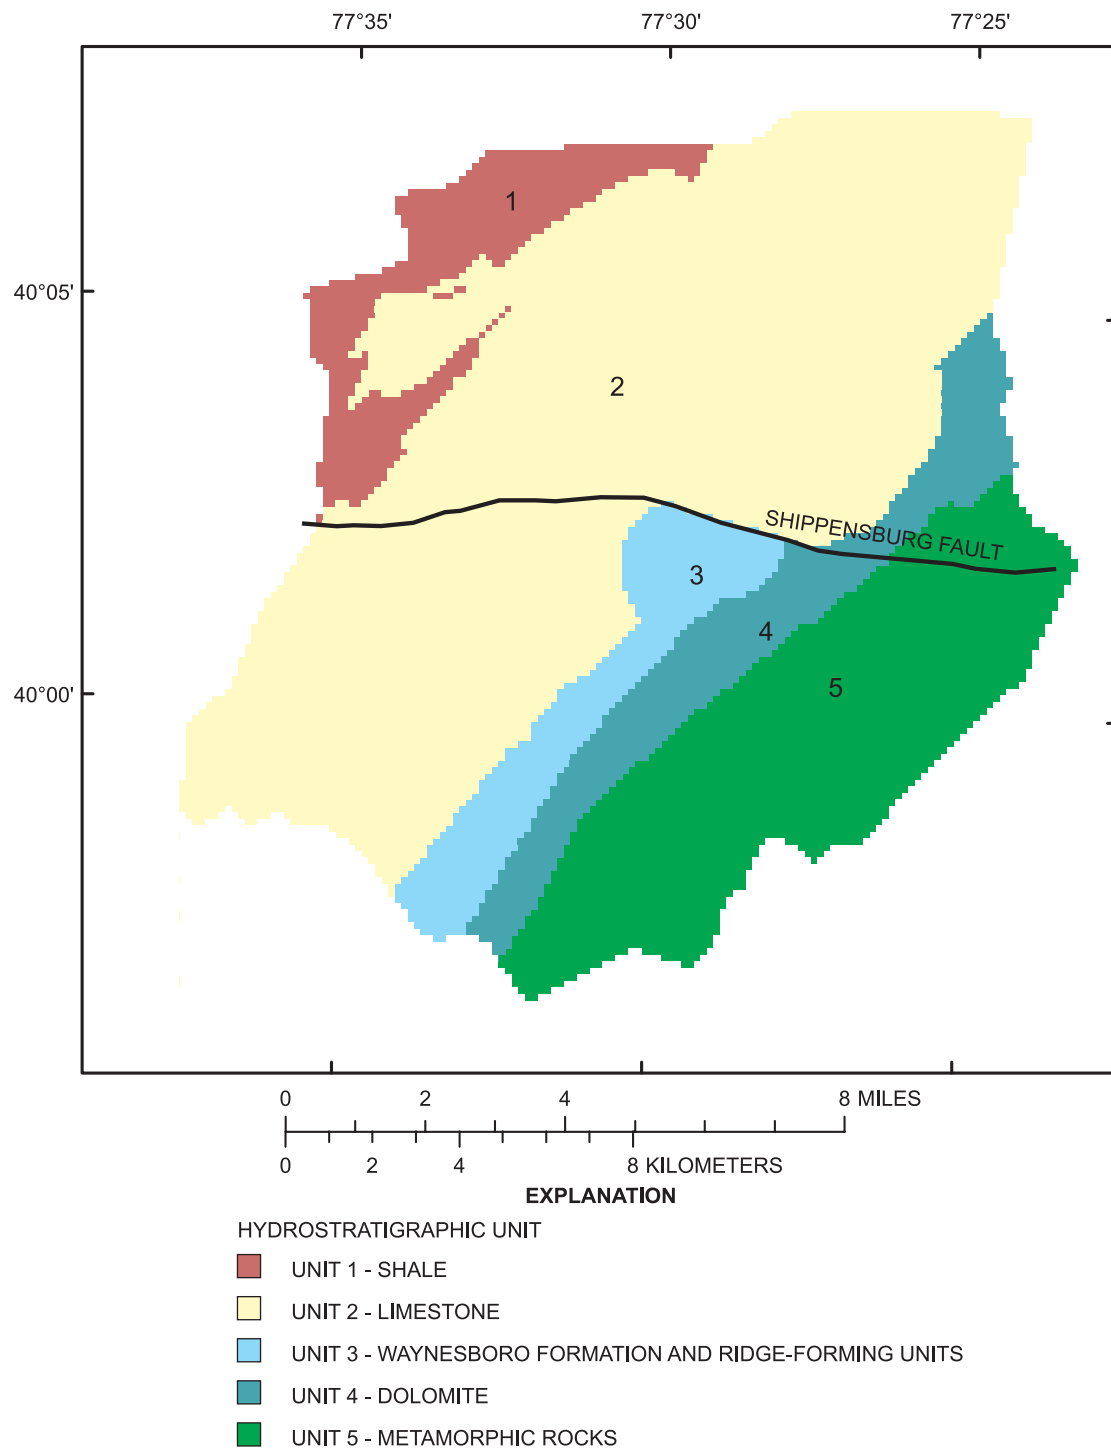 77°35' 77°30' 77°25'
1
40°05'
2
SHIPPENSBURG FAULT
3
4
5
40°00'
0 2 4 8 MILES
0 2 4 8 KILOMETERS
EXPLANATION
HYDROSTRATIGRAPHIC UNIT
UNIT 1 - SHALE
UNIT 2 - LIMESTONE
UNIT 3 - WAYNESBORO FORMATION AND RIDGE-FORMING UNITS
UNIT 4 - DOLOMITE
UNIT 5 - METAMORPHIC ROCKS